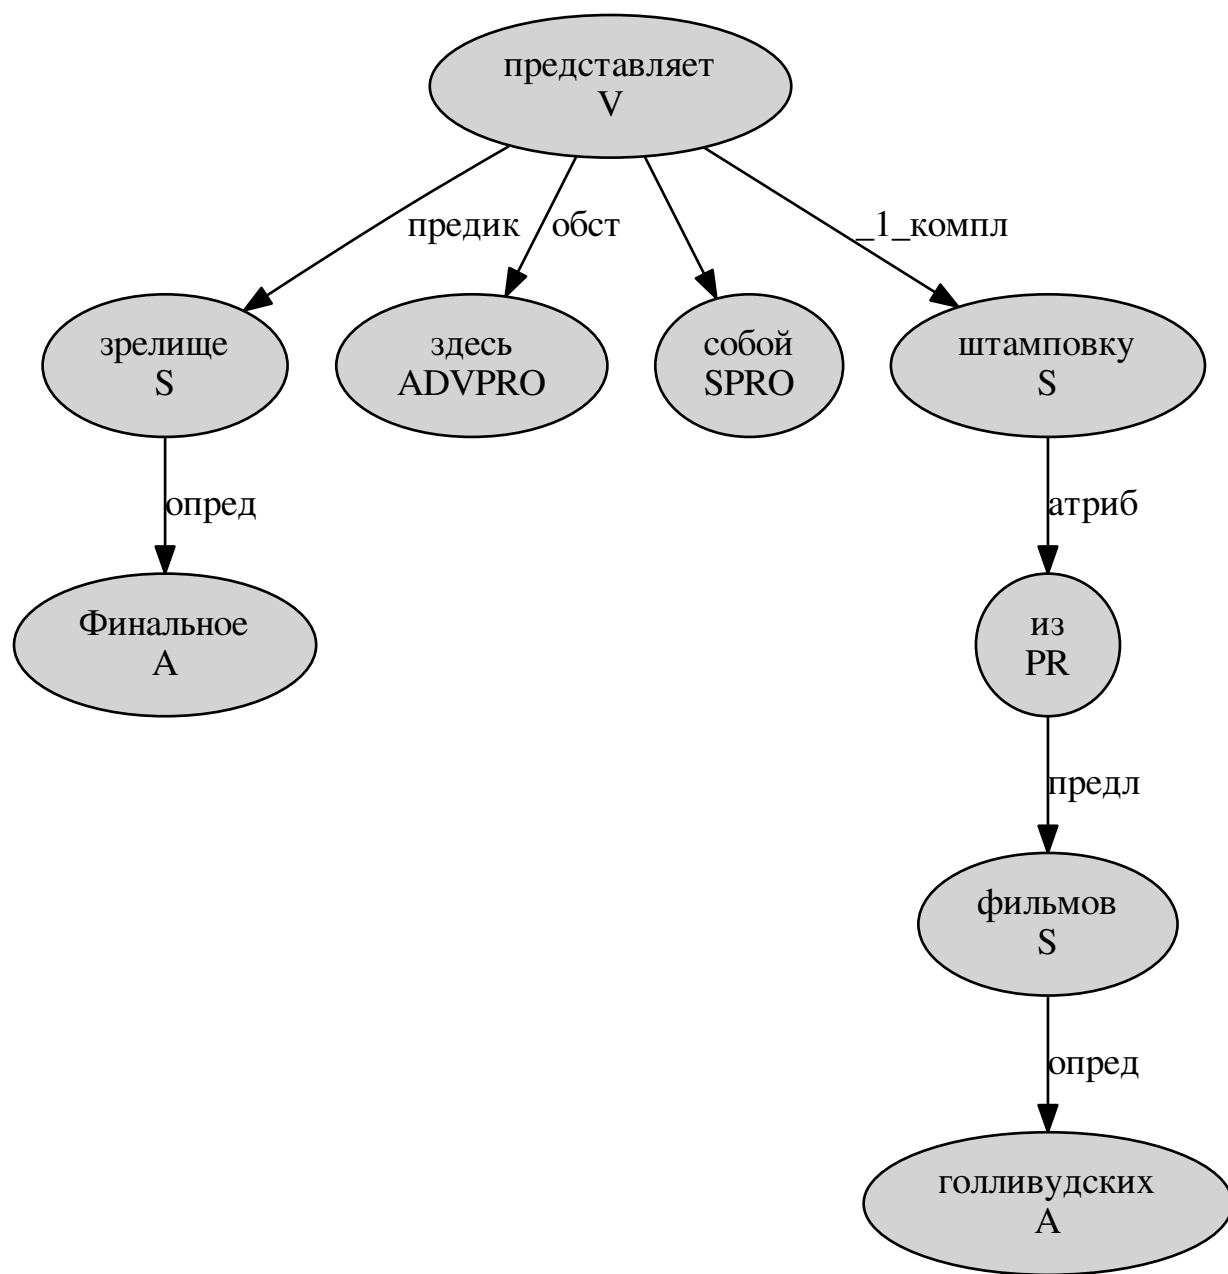 представляет
V
предик
обст
_1_компл
зрелище
S
здесь
ADVPRO
собой
SPRO
штамповку
S
опред
атриб
Финальное
A
из
PR
предл
фильмов
S
опред
голливудских
A